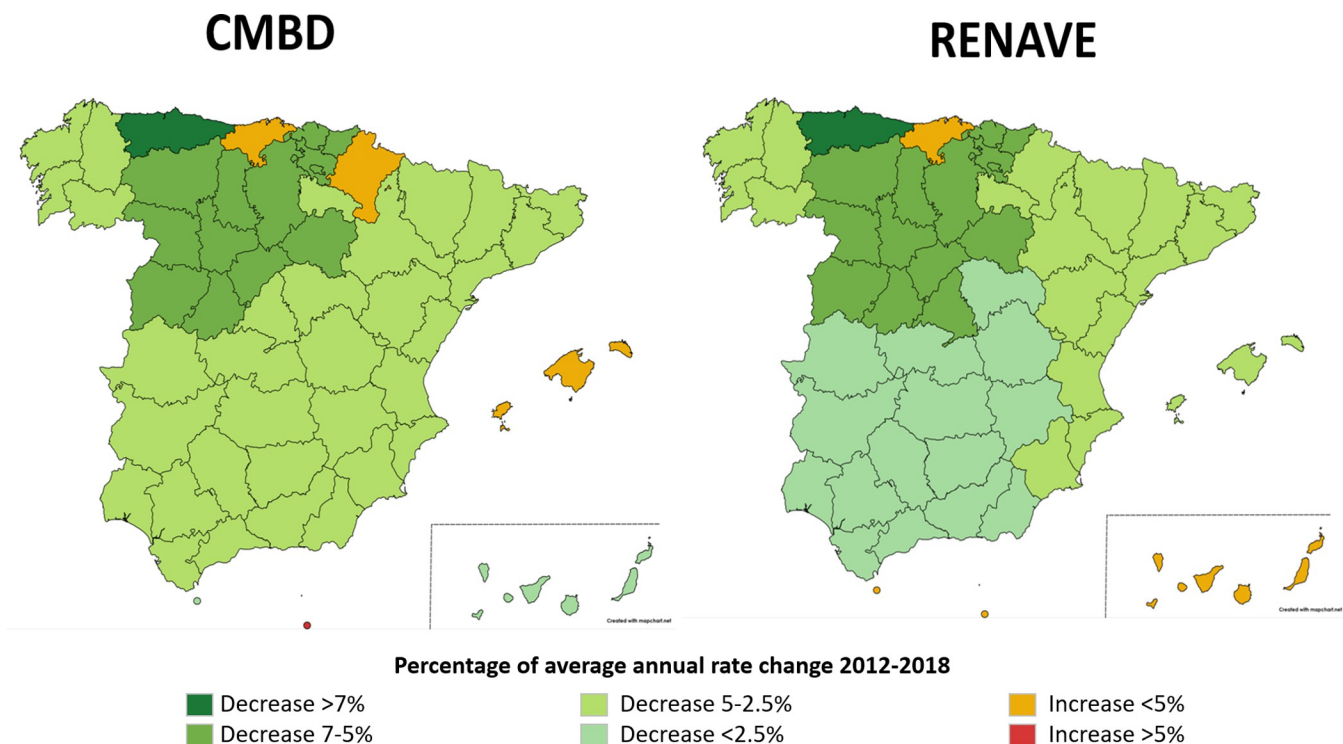 CMBD
RENAVE
Created with mapchart.net
Created with mapchart.net
Percentage of average annual rate change 2012-2018
Decrease >7%
Decrease 5-2.5%
Increase <5%
Decrease 7-5%
Decrease <2.5%
Increase >5%